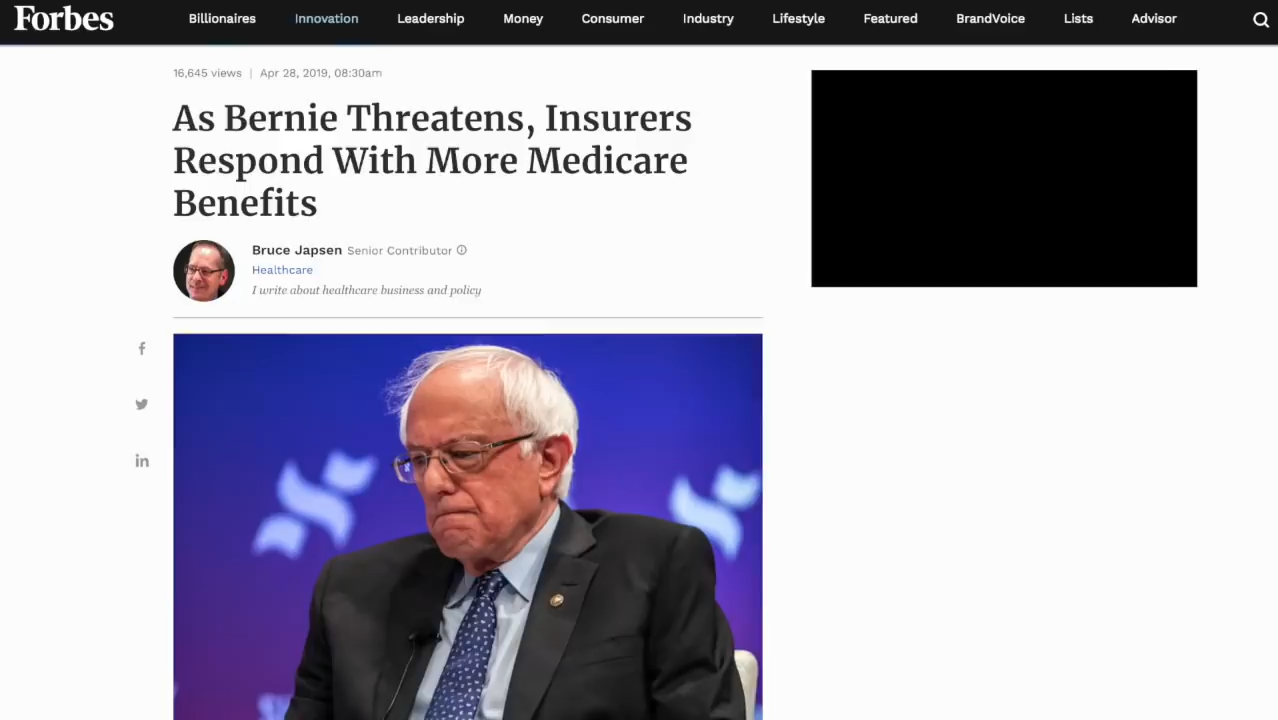 Forbes
Billionaires Innovation Leadership Money Consumer Industry Lifestyle Featured BrandVoice Lists Advisor
16,645 views | Apr 28, 2019, 08:30am
As Bernie Threatens, Insurers
Respond With More Medicare
Benefits
Bruce Japsen Senior Contributor
Healthcare
I write about healthcare business and policy